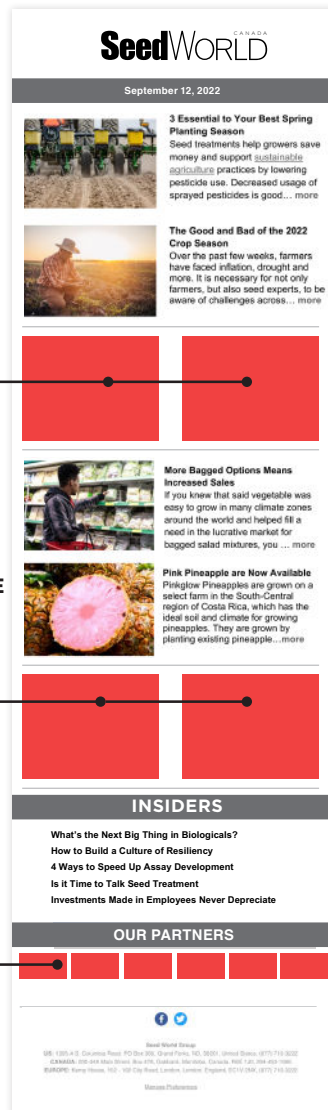 CANADA
SeedWORLD
September 12, 2022
3 Essential to Your Best Spring
Planting Season
Seed treatments help growers save
money and support sustainable
agriculture practices by lowering
pesticide use. Decreased usage of
sprayed pesticides is good... more
The Good and Bad of the 2022
Crop Season
Over the past few weeks, farmers
have faced inflation, drought and
more. It is necessary for not only
farmers, but also seed experts, to be
aware of challenges across... more
More Bagged Options Means
Increased Sales
If you knew that said vegetable was
easy to grow in many climate zones
around the world and helped fill a
need in the lucrative market for
bagged salad mixtures, you ... more
E
Pink Pineapple are Now Available
Pinkglow Pineapples are grown on a
select farm in the South-Central
region of Costa Rica, which has the
ideal soil and climate for growing
pineapples. They are grown by
planting existing pineapple...more
INSIDERS
What's the Next Big Thing in Biologicals?
How to Build a Culture of Resiliency
4 Ways to Speed Up Assay Development
Is it Time to Talk Seed Treatment
Investments Made in Employees Never Depreciate
OUR PARTNERS
Seed World Group
Manage Preferences